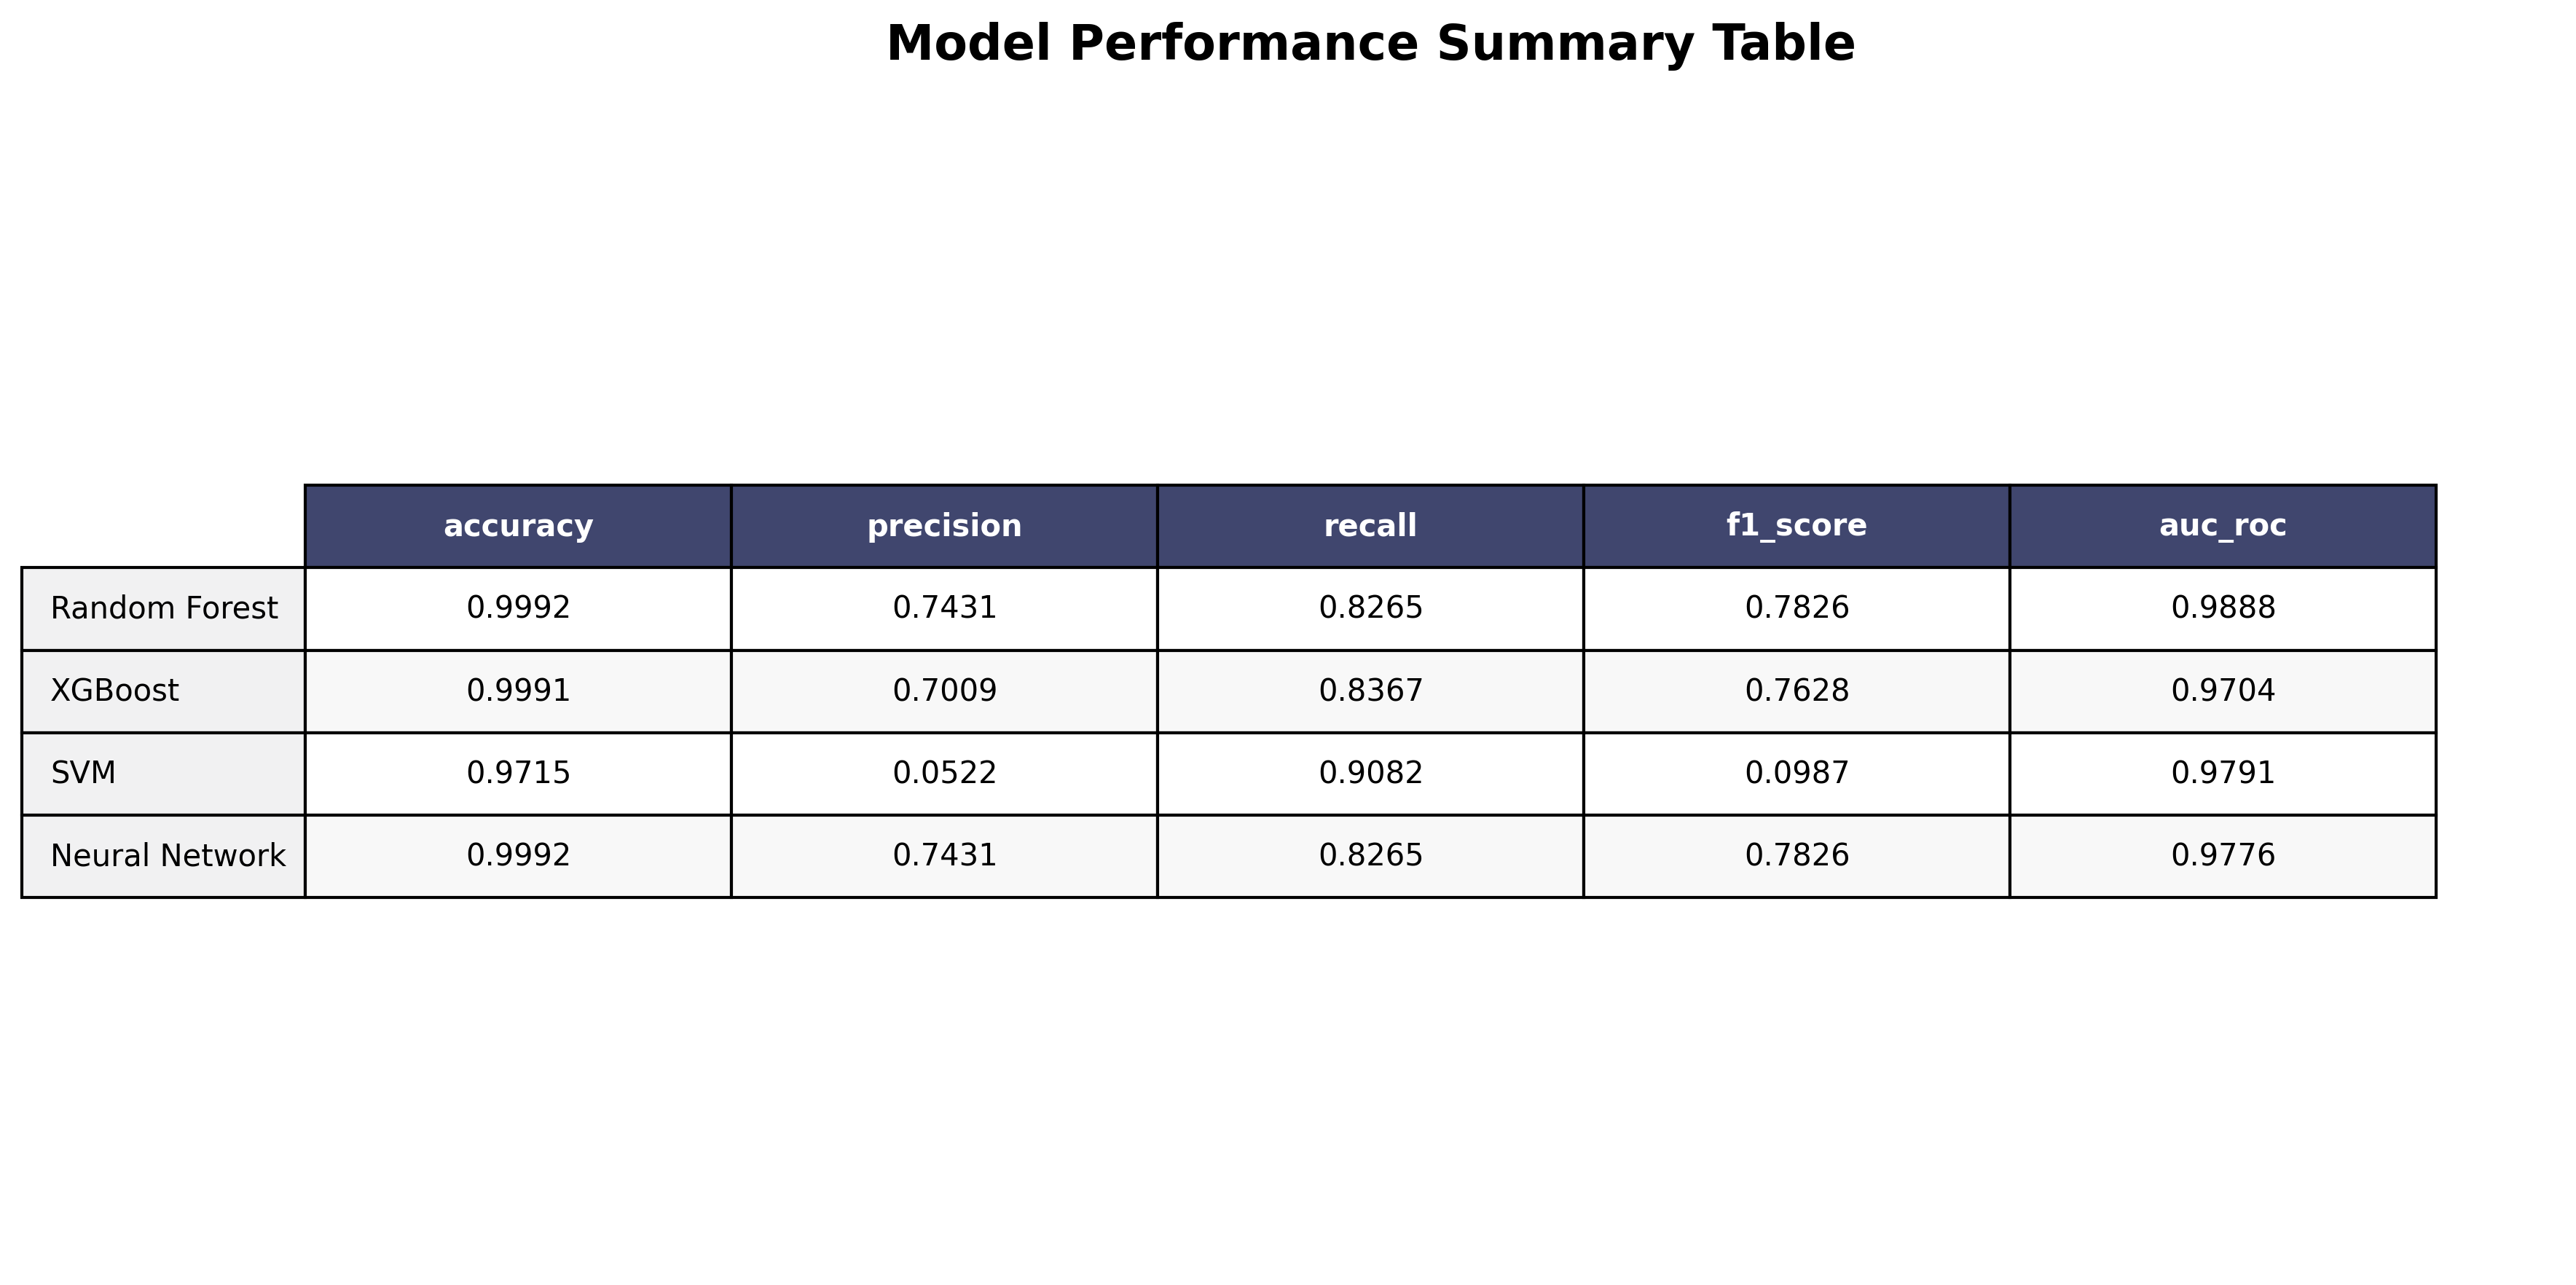 Model Performance Summary Table
accuracy precision recall f1_score auc_roc
Random Forest 0.9992 0.7431 0.8265 0.7826 0.9888
XGBoost 0.9991 0.7009 0.8367 0.7628 0.9704
SVM 0.9715 0.0522 0.9082 0.0987 0.9791
Neural Network 0.9992 0.7431 0.8265 0.7826 0.9776